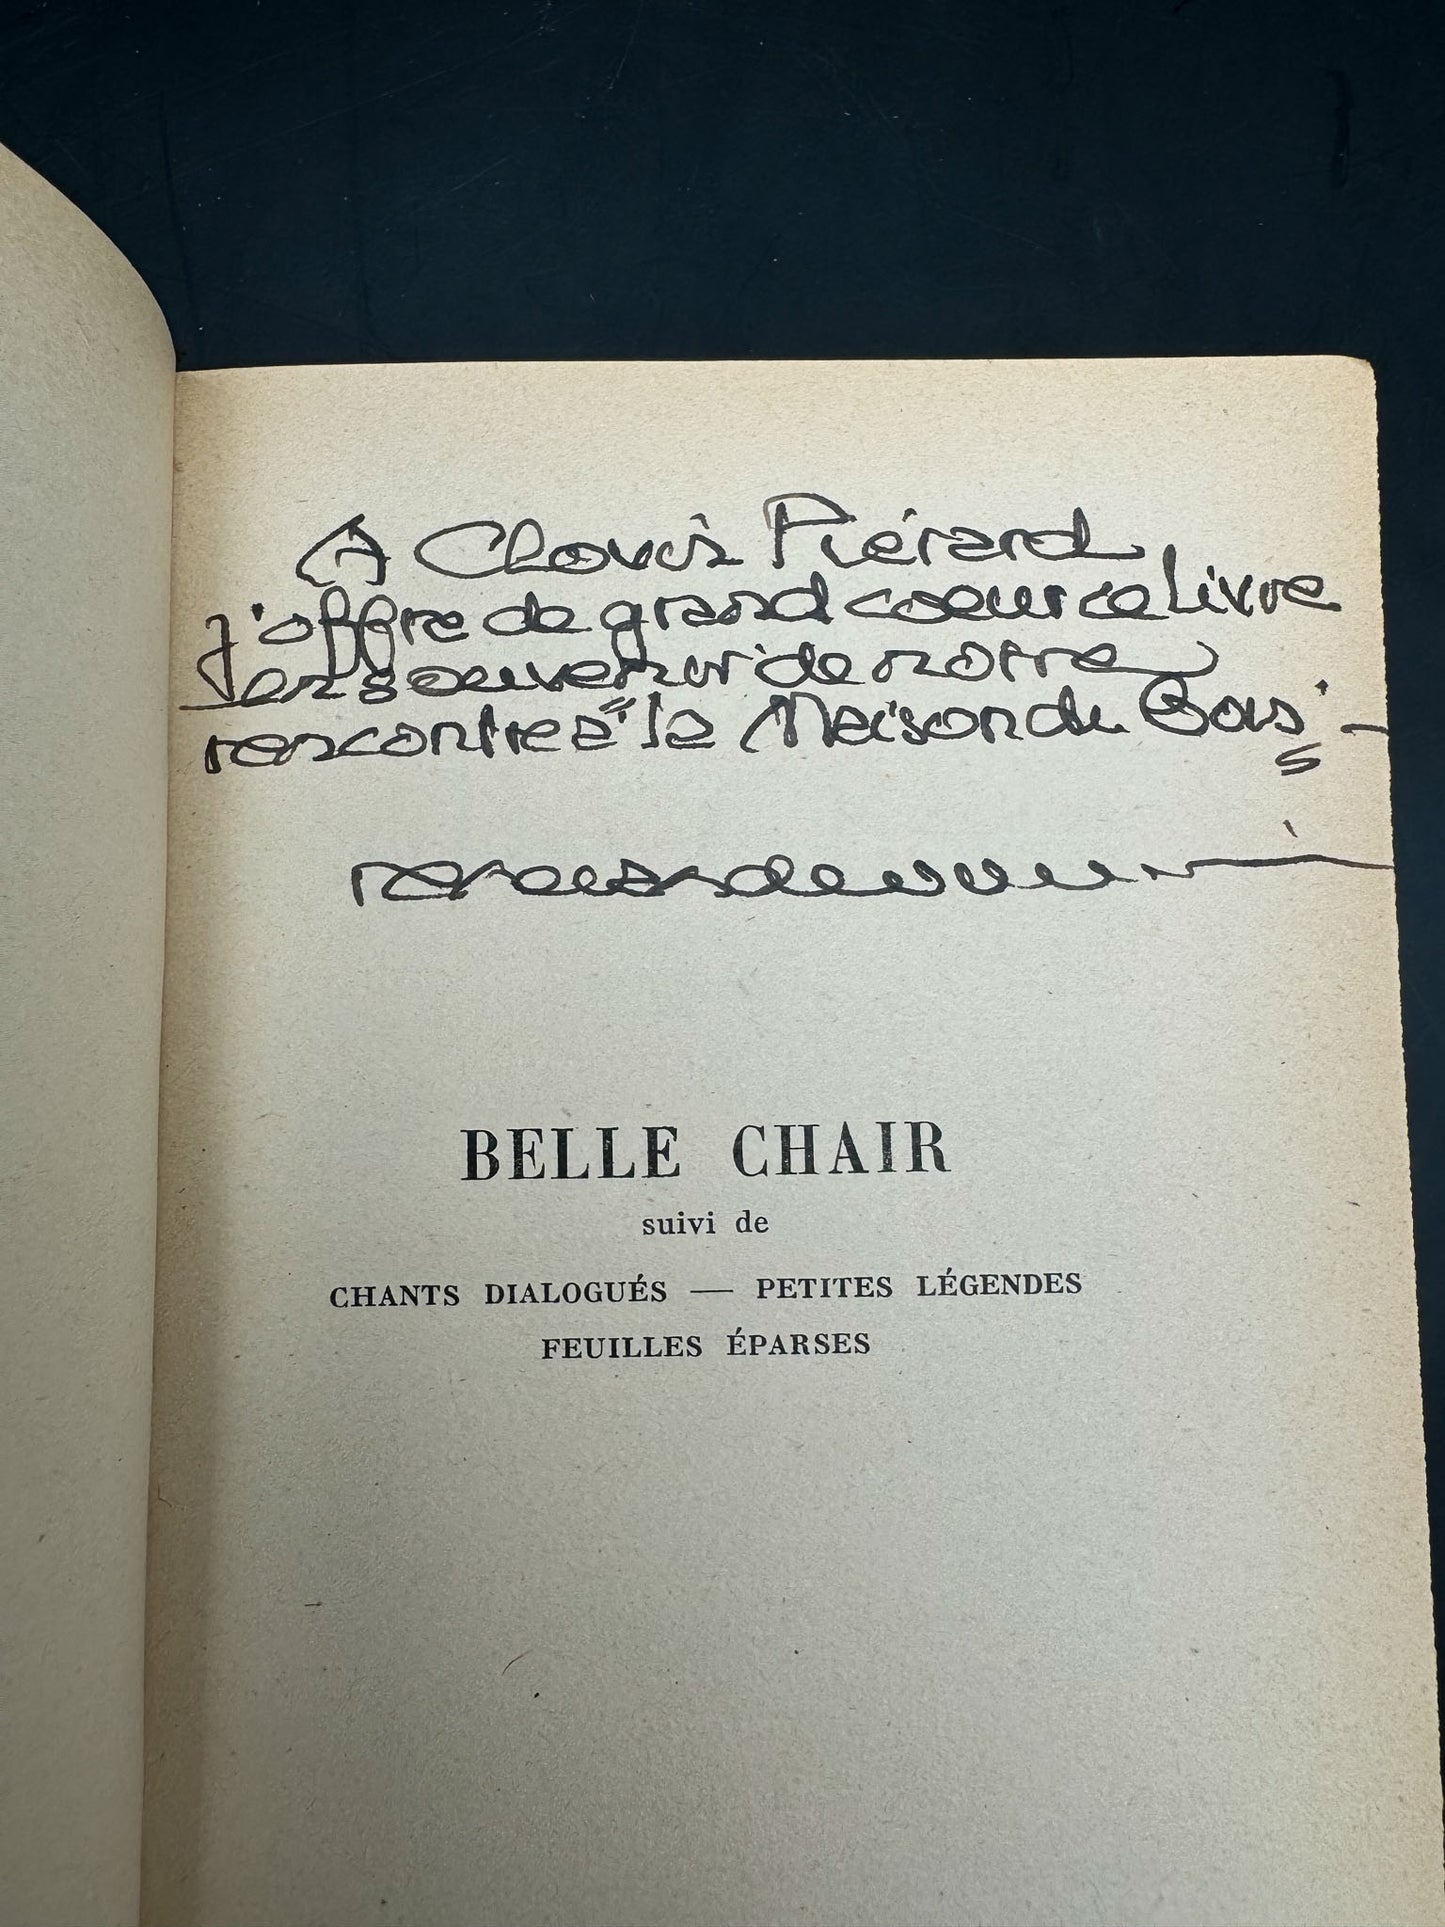 A Clovis Piérard
j'offre de grand coeur ce livre
en souvenir de notre
rencontre à la Maison du Bois -
BELLE CHAIR
suivi de
CHANTS DIALOGUÉS — PETITES LÉGENDES
FEUILLES ÉPARSES